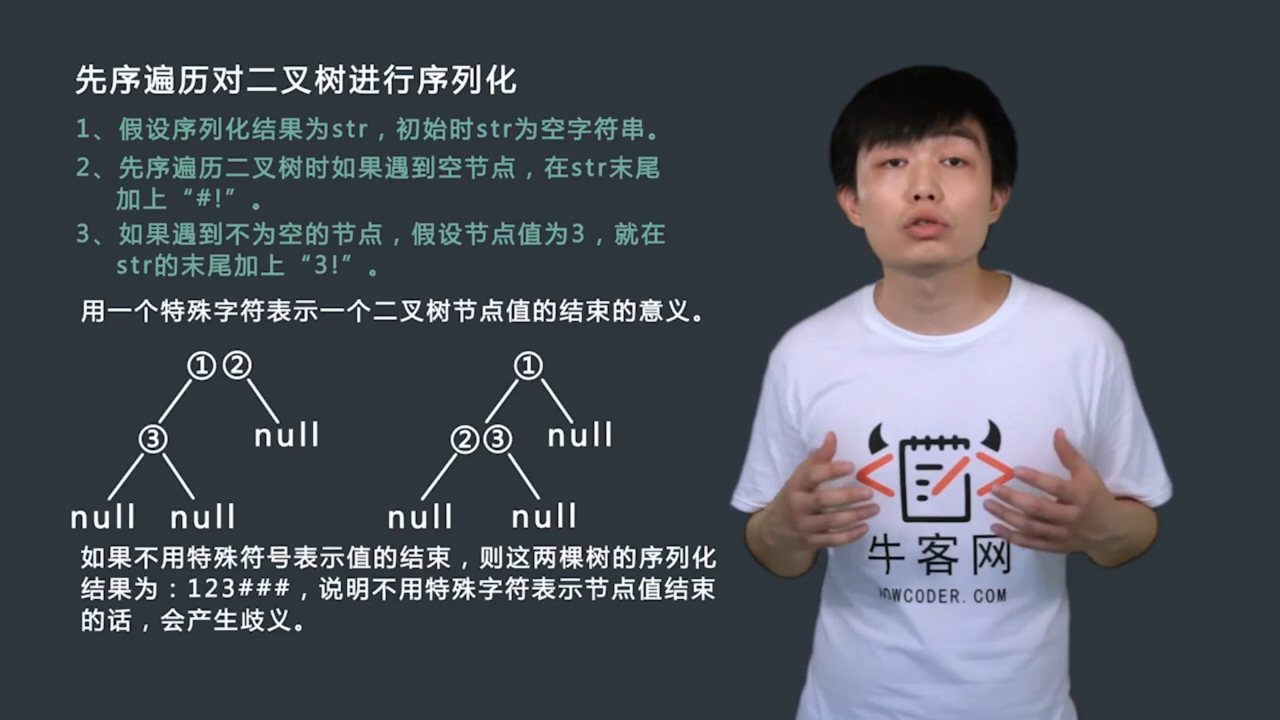 先序遍历对二叉树进行序列化
1、假设序列化结果为str，初始时str为空字符串。
2、先序遍历二叉树时如果遇到空节点，在str末尾
加上“#!”。
3、如果遇到不为空的节点，假设节点值为3，就在
str的末尾加上“3!”。
用一个特殊字符表示一个二叉树节点值的结束的意义。
① ②
③ null
null null
①
② ③ null
null null
如果不用特殊符号表示值的结束，则这两棵树的序列化
结果为：123###，说明不用特殊字符表示节点值结束
的话，会产生歧义。
牛客网
OWCODER.COM